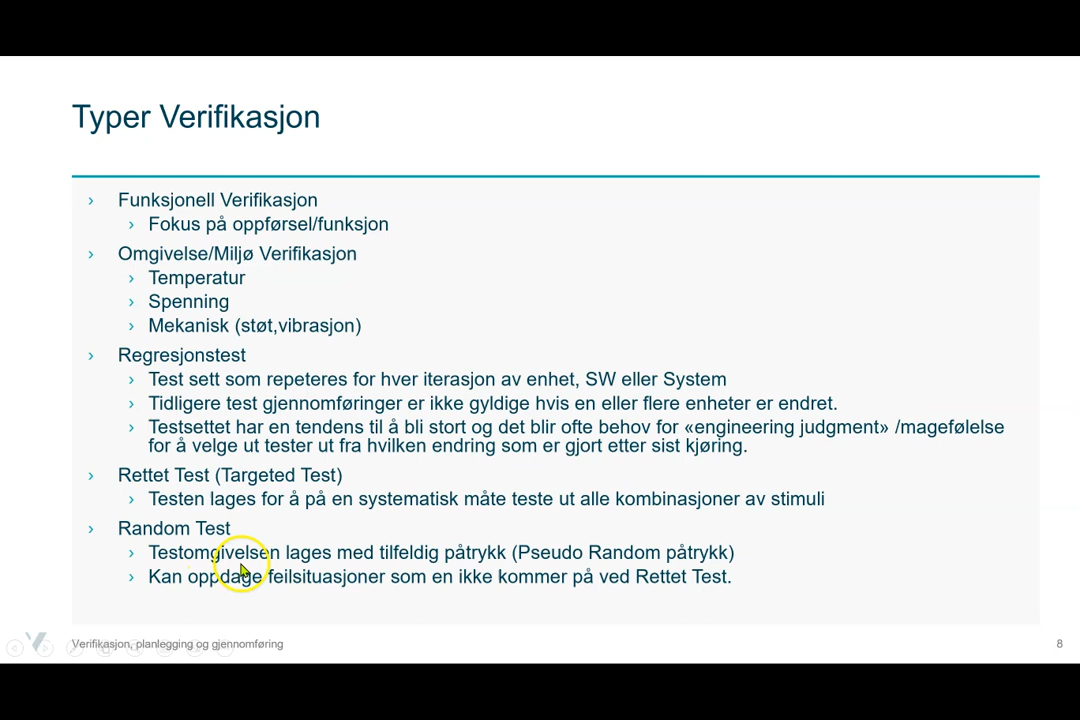 Typer Verifikasjon
› Funksjonell Verifikasjon
› Fokus på oppførsel/funksjon
› Omgivelse/Miljø Verifikasjon
› Temperatur
› Spenning
› Mekanisk (støt,vibrasjon)
› Regresjonstest
› Test sett som repeteres for hver iterasjon av enhet, SW eller System
› Tidligere test gjennomføringer er ikke gyldige hvis en eller flere enheter er endret.
› Testsettet har en tendens til å bli stort og det blir ofte behov for «engineering judgment» /magefølelse
for å velge ut tester ut fra hvilken endring som er gjort etter sist kjøring.
› Rettet Test (Targeted Test)
› Testen lages for å på en systematisk måte teste ut alle kombinasjoner av stimuli
› Random Test
› Testomgivelsen lages med tilfeldig påtrykk (Pseudo Random påtrykk)
› Kan oppdage feilsituasjoner som en ikke kommer på ved Rettet Test.
Verifikasjon, planlegging og gjennomføring
8